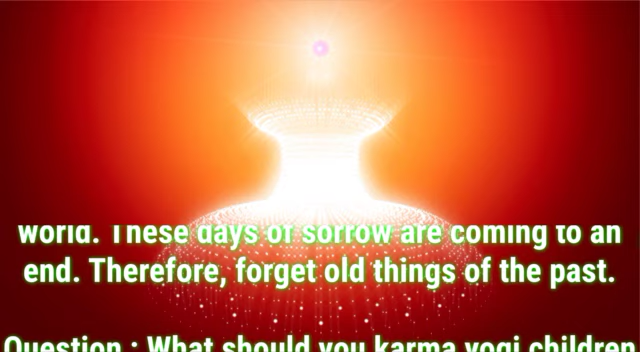 world. These days of sorrow are coming to an
end. Therefore, forget old things of the past.
Question : What should you karma yogi children